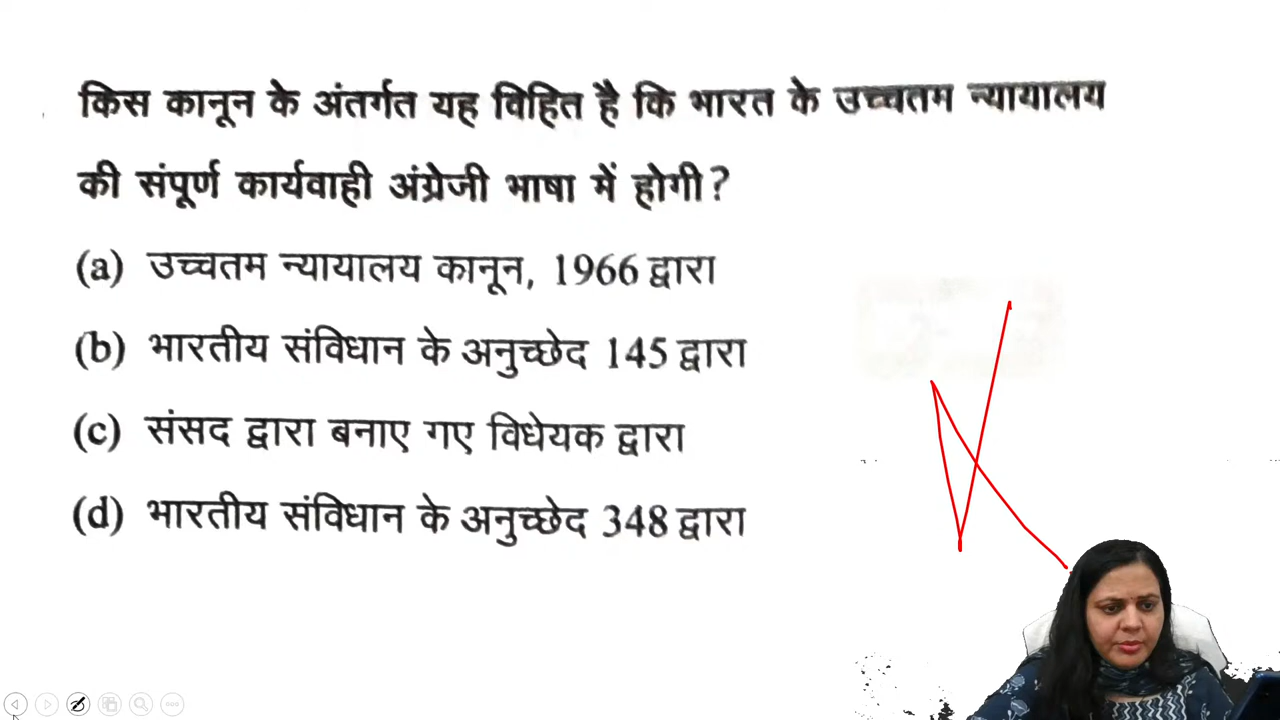 किस कानून के अंतर्गत यह विहित है कि भारत के उच्चतम न्यायालय
की संपूर्ण कार्यवाही अंग्रेजी भाषा में होगी?
(a) उच्चतम न्यायालय कानून, 1966 द्वारा
(b) भारतीय संविधान के अनुच्छेद 145 द्वारा
(c) संसद द्वारा बनाए गए विधेयक द्वारा
(d) भारतीय संविधान के अनुच्छेद 348 द्वारा